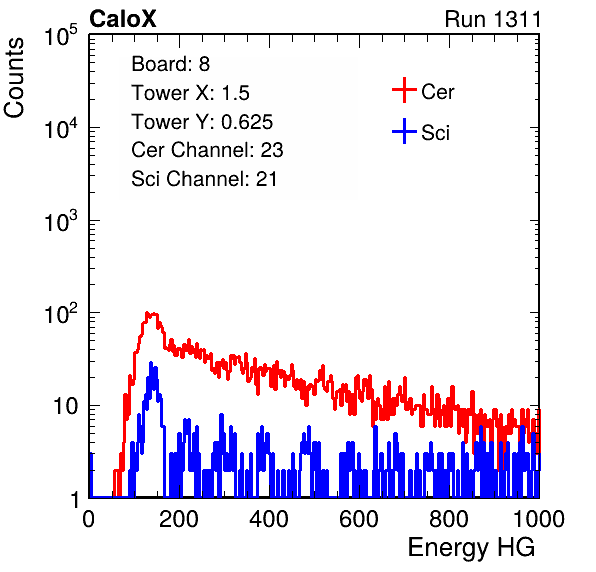 CaloX Run 1311
Counts
10^5
10^4
10^3
10^2
10
1
Board: 8
Tower X: 1.5
Tower Y: 0.625
Cer Channel: 23
Sci Channel: 21
Cer
Sci
0 200 400 600 800 1000
Energy HG